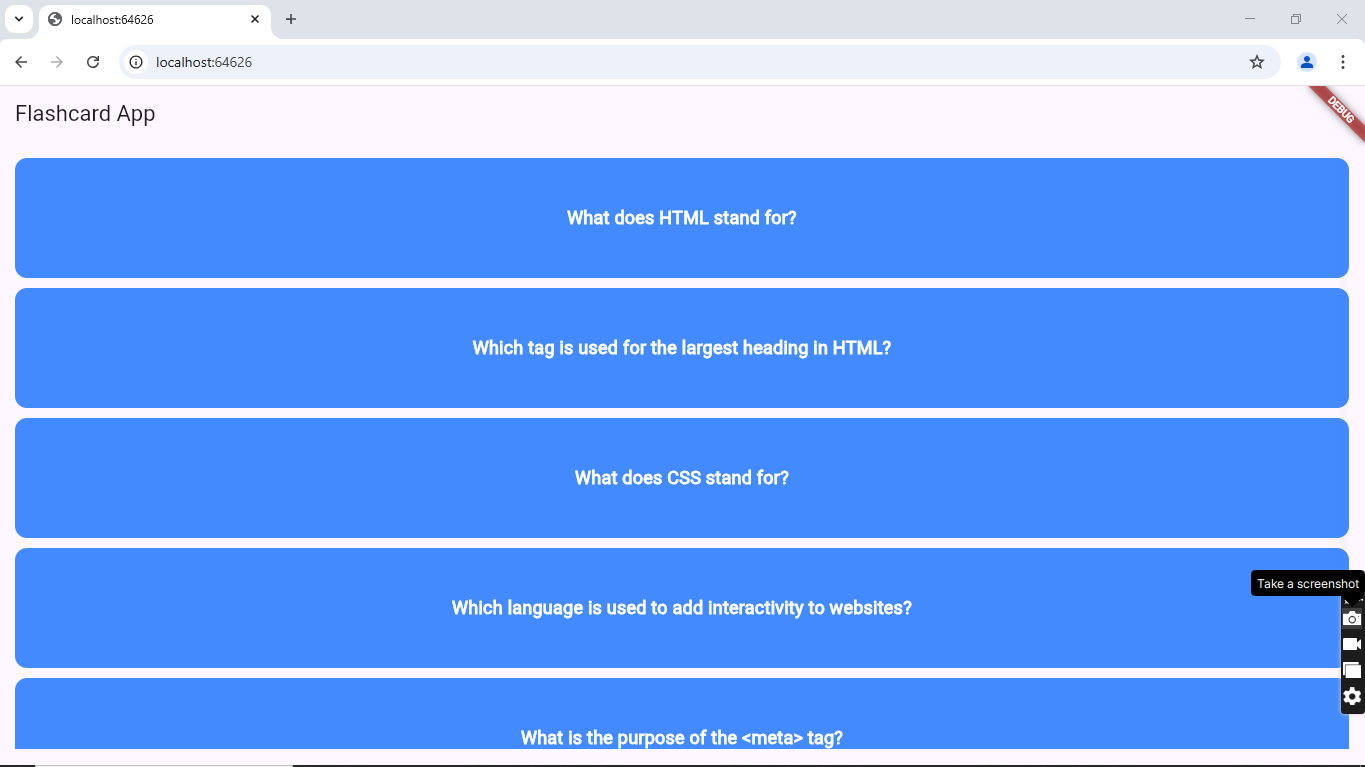 localhost:64626
localhost:64626
Flashcard App
DEBUG
What does HTML stand for?
Which tag is used for the largest heading in HTML?
What does CSS stand for?
Take a screenshot
Which language is used to add interactivity to websites?
What is the purpose of the <meta> tag?